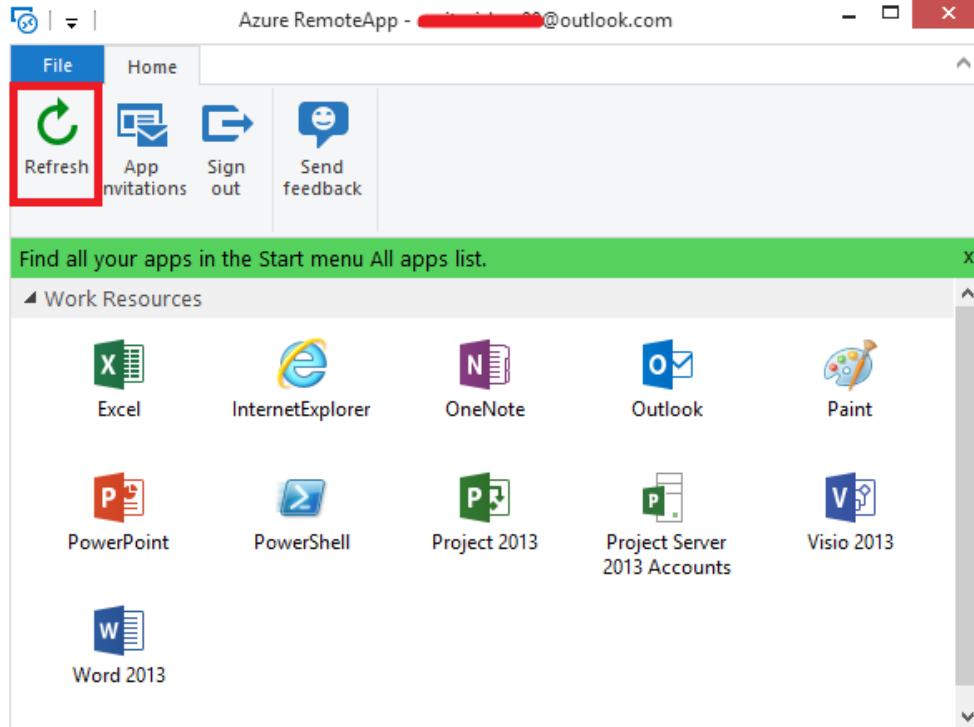 Azure RemoteApp - @outlook.com
File Home
Refresh
App
nvitations
Sign
out
Send
feedback
Find all your apps in the Start menu All apps list. x
Work Resources
Excel InternetExplorer OneNote Outlook Paint
PowerPoint PowerShell Project 2013 Project Server
2013 Accounts Visio 2013
Word 2013